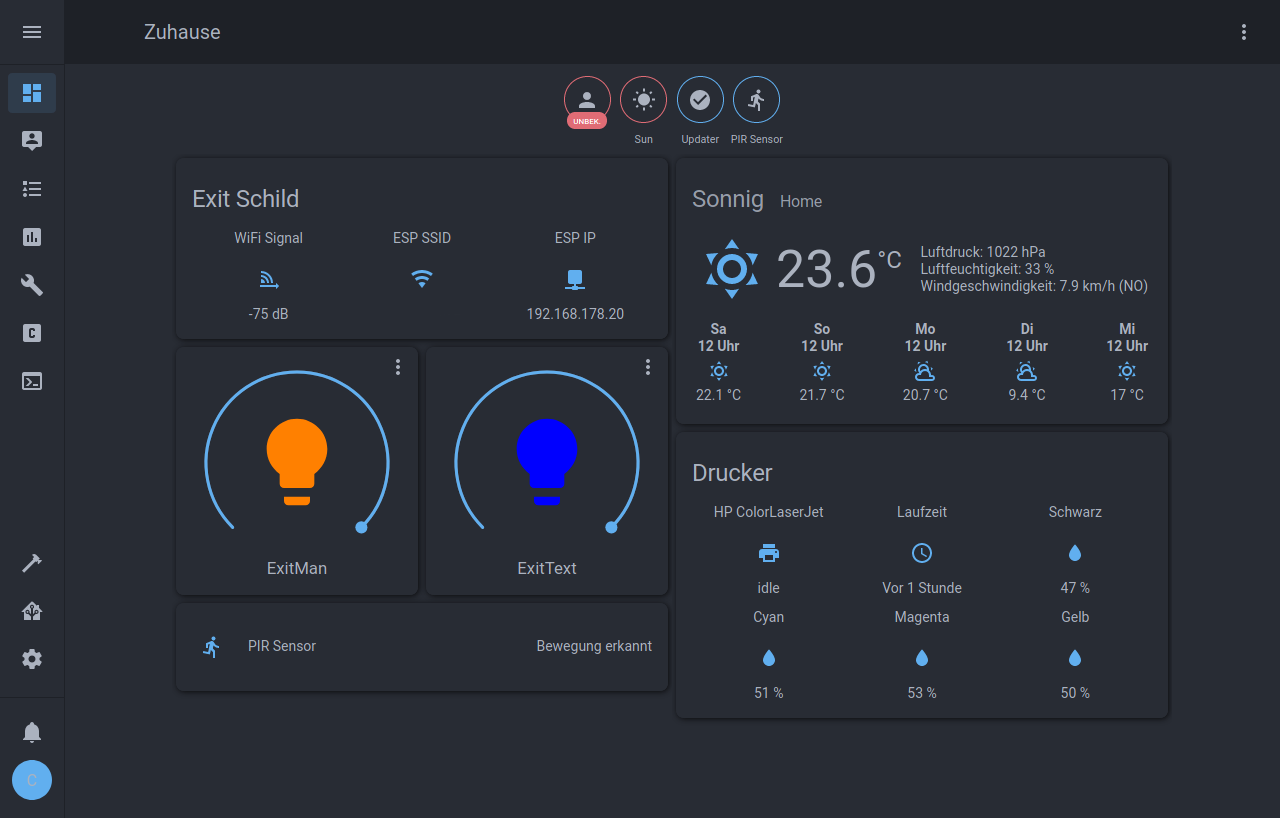 Zuhause
UNBEK.
Sun
Updater
PIR Sensor
Exit Schild
WiFi Signal
ESP SSID
ESP IP
-75 dB
192.168.178.20
ExitMan
ExitText
PIR Sensor
Bewegung erkannt
Sonnig
Home
23.6
°C
Luftdruck: 1022 hPa
Luftfeuchtigkeit: 33 %
Windgeschwindigkeit: 7.9 km/h (NO)
Sa
12 Uhr
22.1 °C
So
12 Uhr
21.7 °C
Mo
12 Uhr
20.7 °C
Di
12 Uhr
9.4 °C
Mi
12 Uhr
17 °C
Drucker
HP ColorLaserJet
Laufzeit
Schwarz
idle
Vor 1 Stunde
47 %
Cyan
Magenta
Gelb
51 %
53 %
50 %
C
C